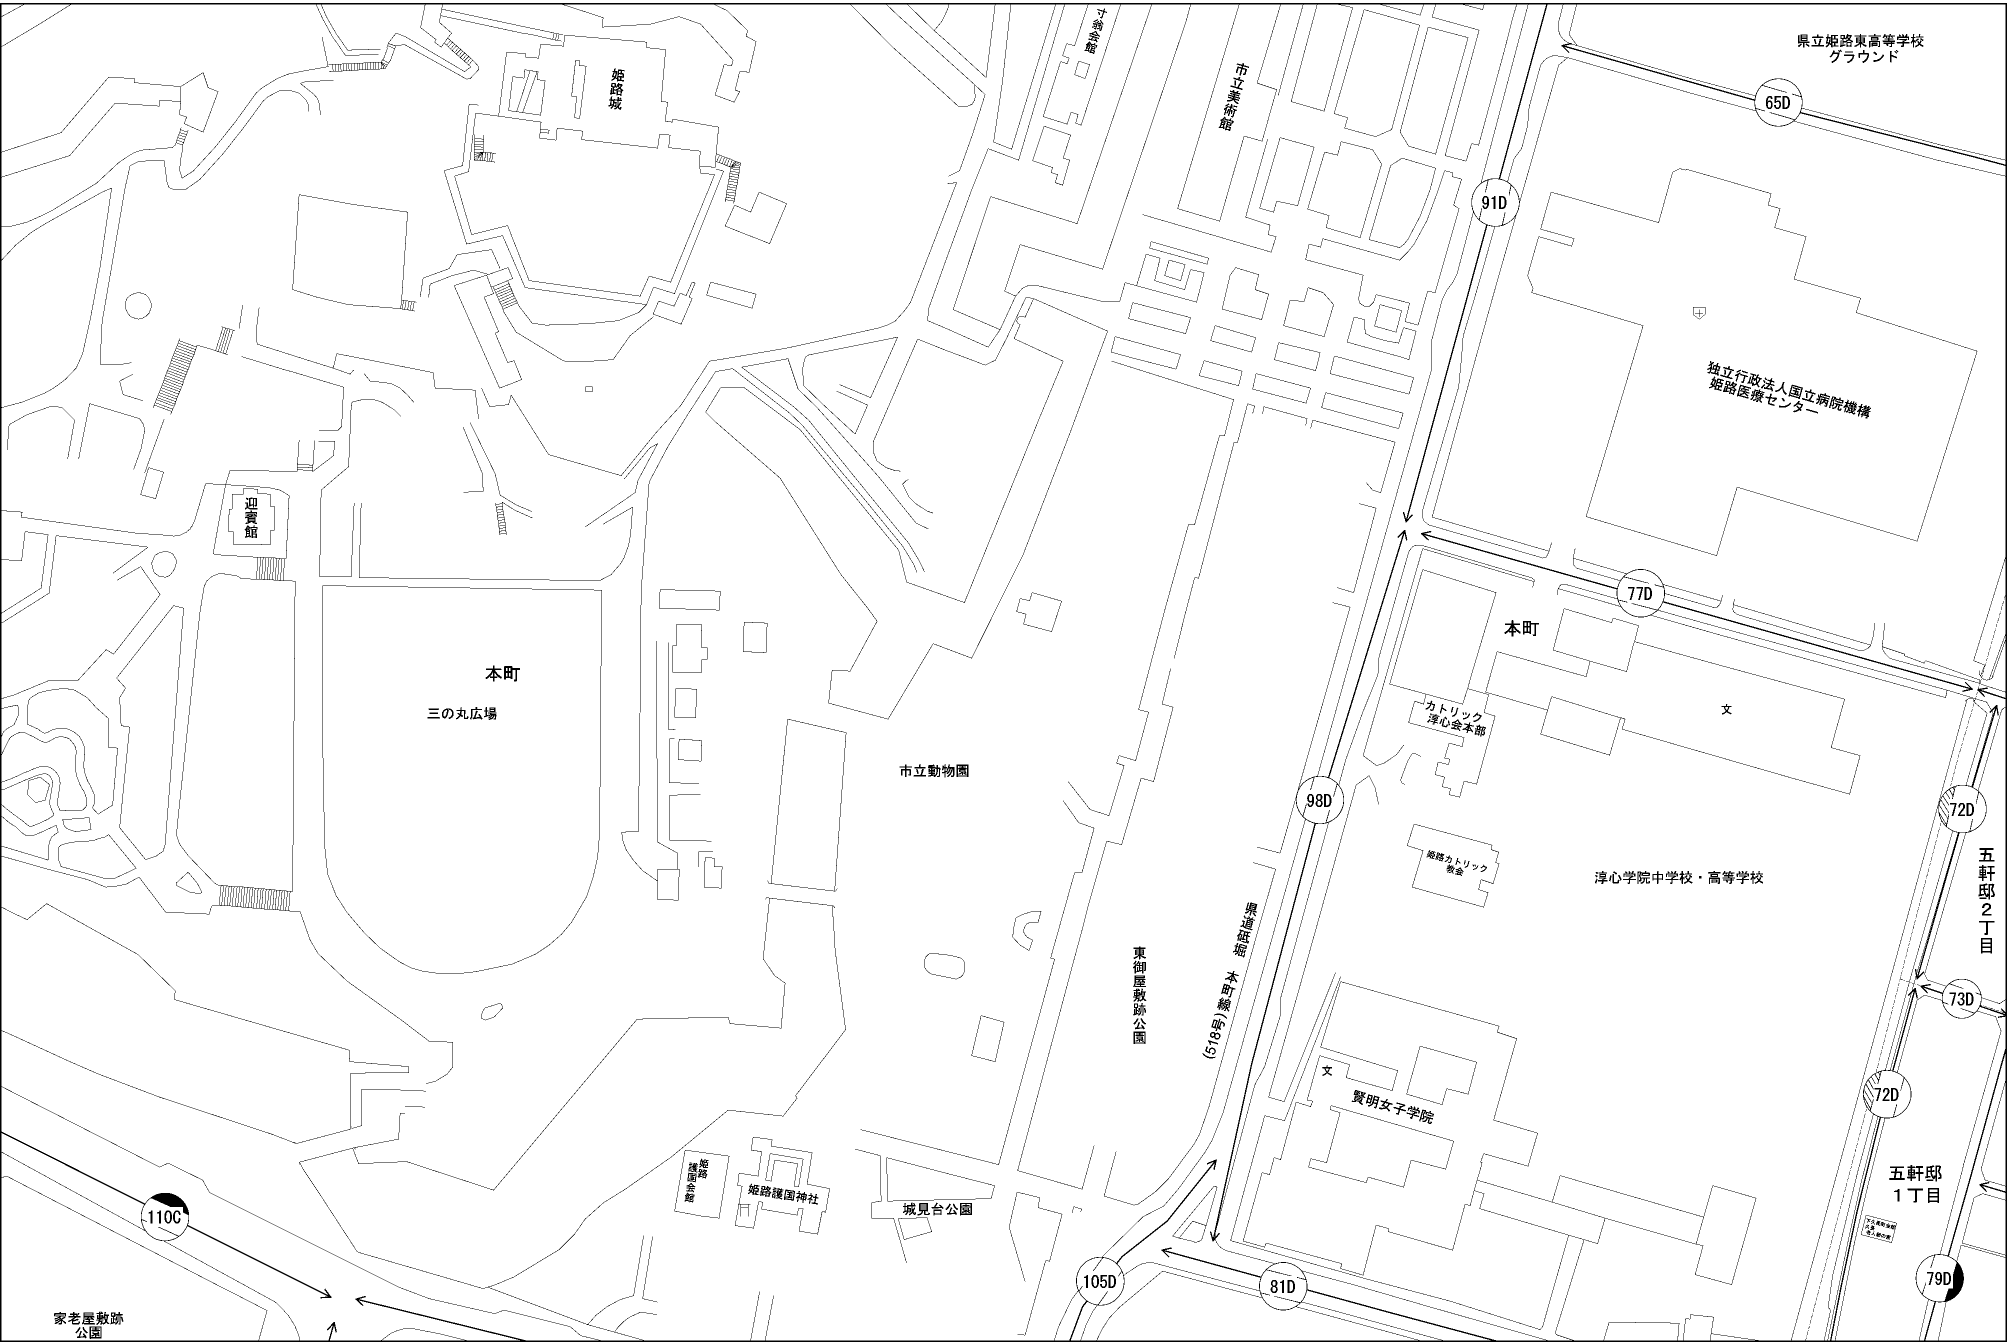 寸翁会館
県立姫路東高等学校
グラウンド
姫路城
市立美術館
65D
91D
独立行政法人国立病院機構
姫路医療センター
迎賓館
77D
本町
本町
三の丸広場
文
カトリック
淳心会本部
市立動物園
98D
72D
姫路カトリック
教会
淳心学院中学校・高等学校
五軒邸2丁目
県道砥堀 本町線
(518号)
東御屋敷跡公園
73D
文
賢明女子学院
72D
姫路
護国会館
姫路護国神社
城見台公園
五軒邸
1丁目
110C
105D
81D
79D
家老屋敷跡
公園